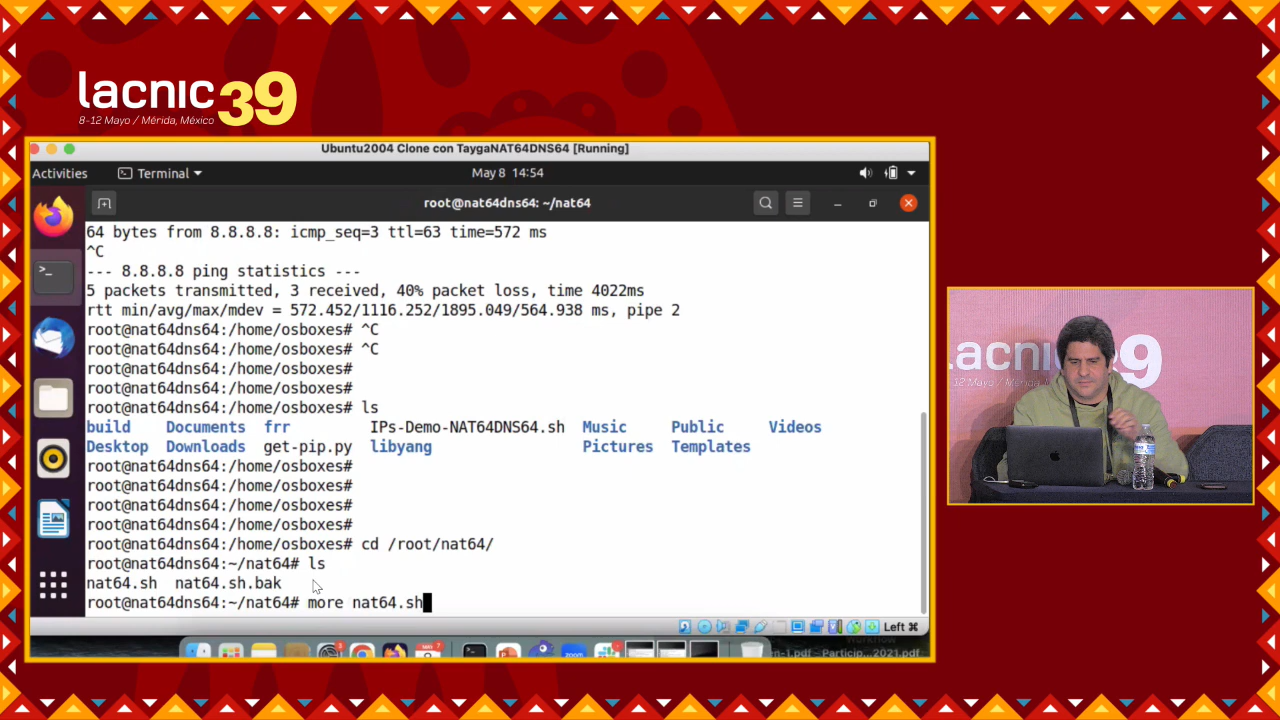 lacnic 39
8-12 Mayo / Mérida, México
Ubuntu2004 Clone con TaygaNAT64DNS64 [Running]
Activities Terminal May 8 14:54
root@nat64dns64: ~/nat64
64 bytes from 8.8.8.8: icmp_seq=3 ttl=63 time=572 ms
^C
--- 8.8.8.8 ping statistics ---
5 packets transmitted, 3 received, 40% packet loss, time 4022ms
rtt min/avg/max/mdev = 572.452/1116.252/1895.049/564.938 ms, pipe 2
root@nat64dns64:/home/osboxes# ^C
root@nat64dns64:/home/osboxes# ^C
root@nat64dns64:/home/osboxes#
root@nat64dns64:/home/osboxes#
root@nat64dns64:/home/osboxes# ls
build Documents frr IPs-Demo-NAT64DNS64.sh Music Public Videos
Desktop Downloads get-pip.py libyang Pictures Templates
root@nat64dns64:/home/osboxes#
root@nat64dns64:/home/osboxes#
root@nat64dns64:/home/osboxes#
root@nat64dns64:/home/osboxes#
root@nat64dns64:/home/osboxes# cd /root/nat64/
root@nat64dns64:~/nat64# ls
nat64.sh nat64.sh.bak
root@nat64dns64:~/nat64# more nat64.sh
Left ⌘
lacnic 39
12 Mayo / Mérida